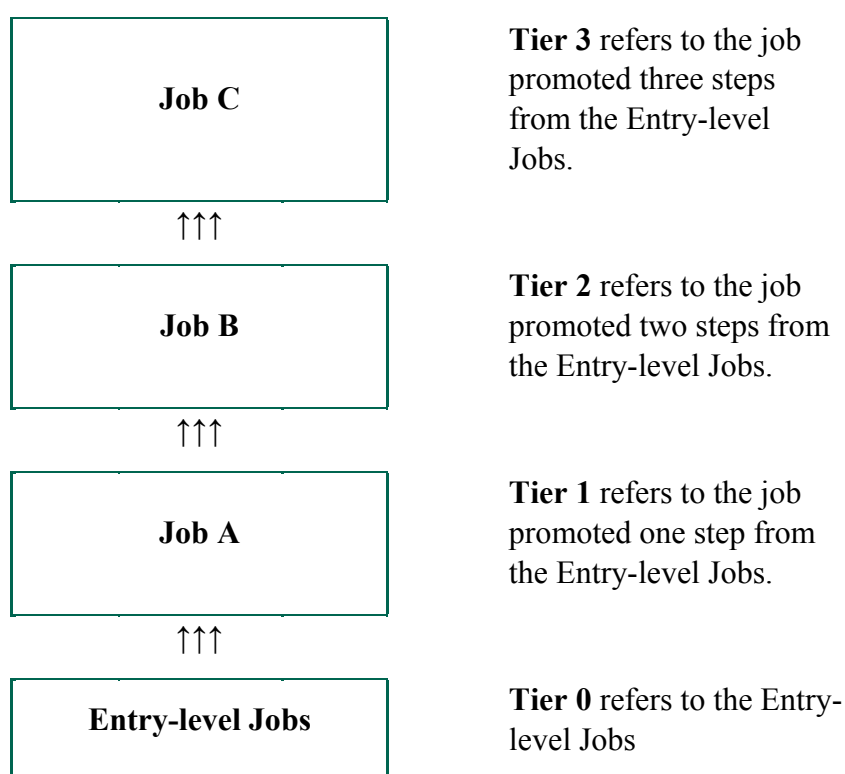 Job C
Tier 3 refers to the job
promoted three steps
from the Entry-level
Jobs.
↑↑↑
Job B
Tier 2 refers to the job
promoted two steps from
the Entry-level Jobs.
↑↑↑
Job A
Tier 1 refers to the job
promoted one step from
the Entry-level Jobs.
↑↑↑
Entry-level Jobs
Tier 0 refers to the Entry-
level Jobs